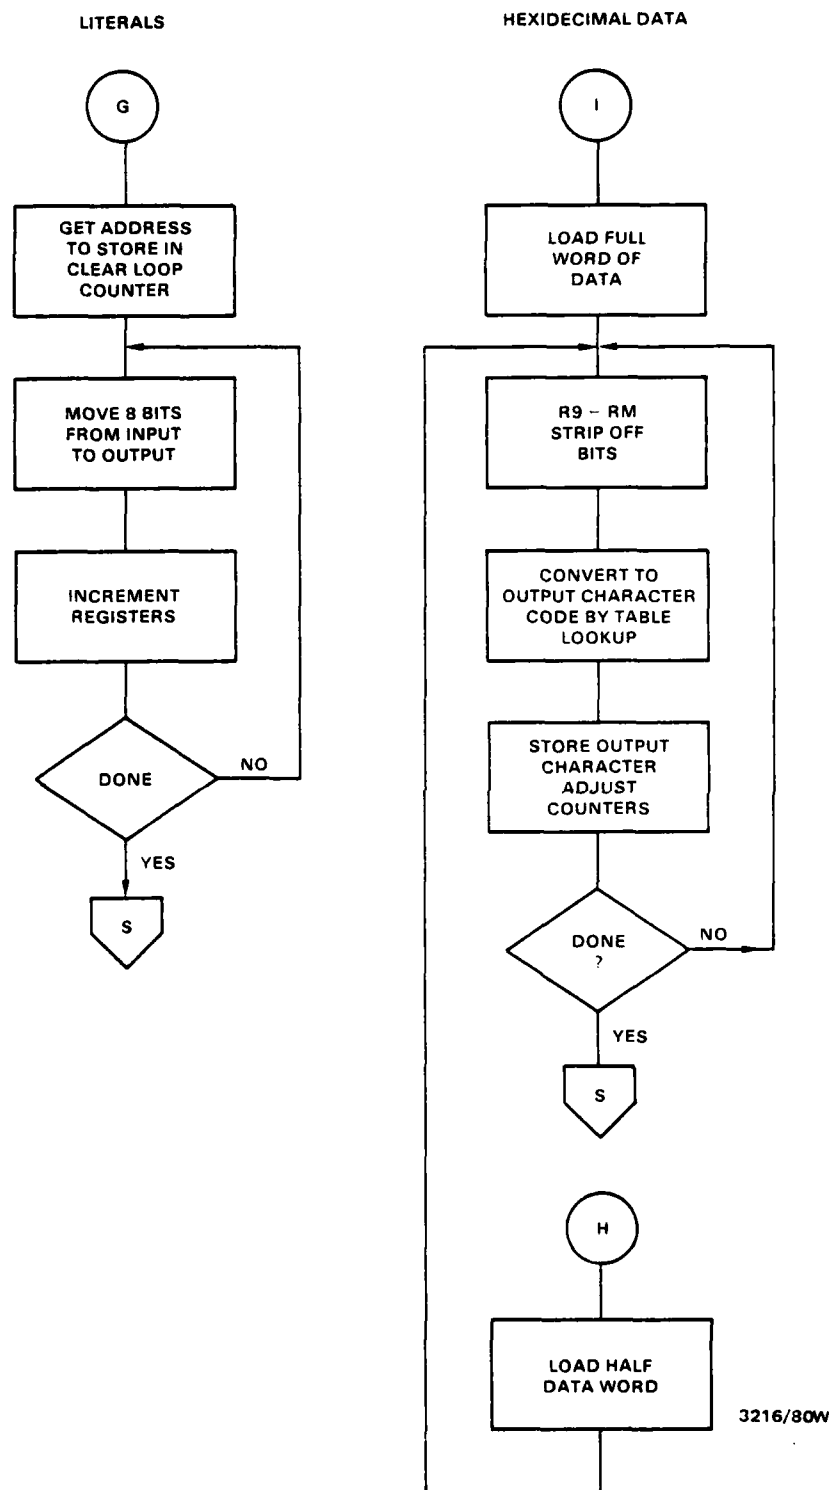 LITERALS
G
GET ADDRESS
TO STORE IN
CLEAR LOOP
COUNTER
MOVE 8 BITS
FROM INPUT
TO OUTPUT
INCREMENT
REGISTERS
DONE
NO
YES
S
HEXIDECIMAL DATA
I
LOAD FULL
WORD OF
DATA
R9 – RM
STRIP OFF
BITS
CONVERT TO
OUTPUT CHARACTER
CODE BY TABLE
LOOKUP
STORE OUTPUT
CHARACTER
ADJUST
COUNTERS
DONE
?
NO
YES
S
H
LOAD HALF
DATA WORD
3216/80W